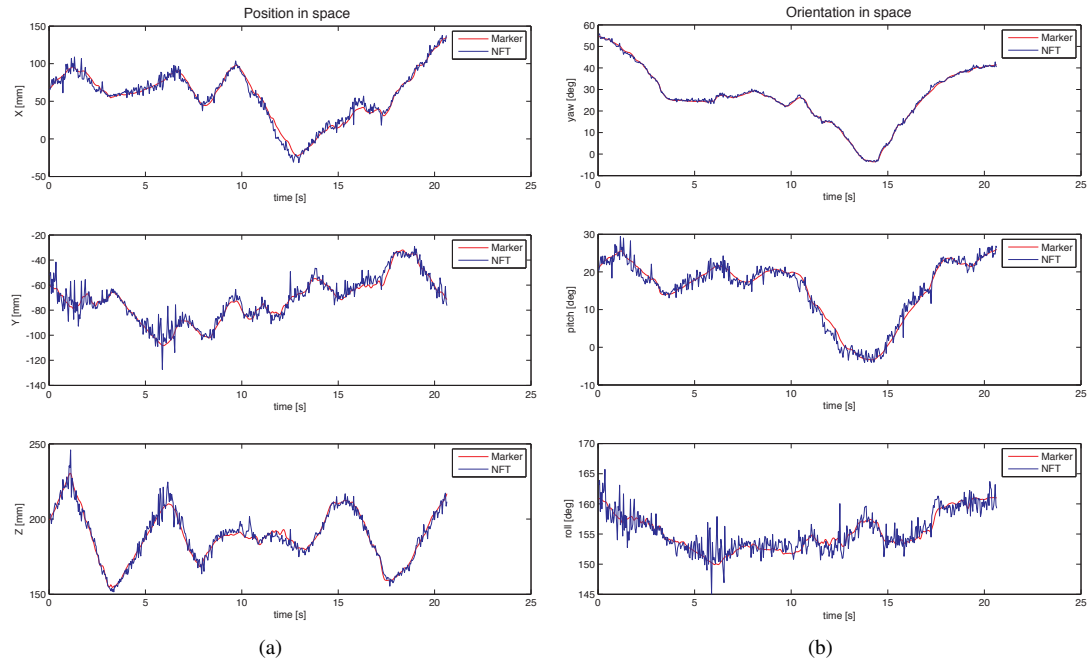 Position in space
150
100
50
0
-50
X [mm]
0 5 10 15 20 25
time [s]
Marker
NFT
-20
-40
-60
-80
-100
-120
-140
Y [mm]
0 5 10 15 20 25
time [s]
Marker
NFT
250
200
150
Z [mm]
0 5 10 15 20 25
time [s]
Marker
NFT
(a)
Orientation in space
60
50
40
30
20
10
0
-10
yaw [deg]
0 5 10 15 20 25
time [s]
Marker
NFT
30
20
10
0
-10
pitch [deg]
0 5 10 15 20 25
time [s]
Marker
NFT
170
165
160
155
150
145
roll [deg]
0 5 10 15 20 25
time [s]
Marker
NFT
(b)